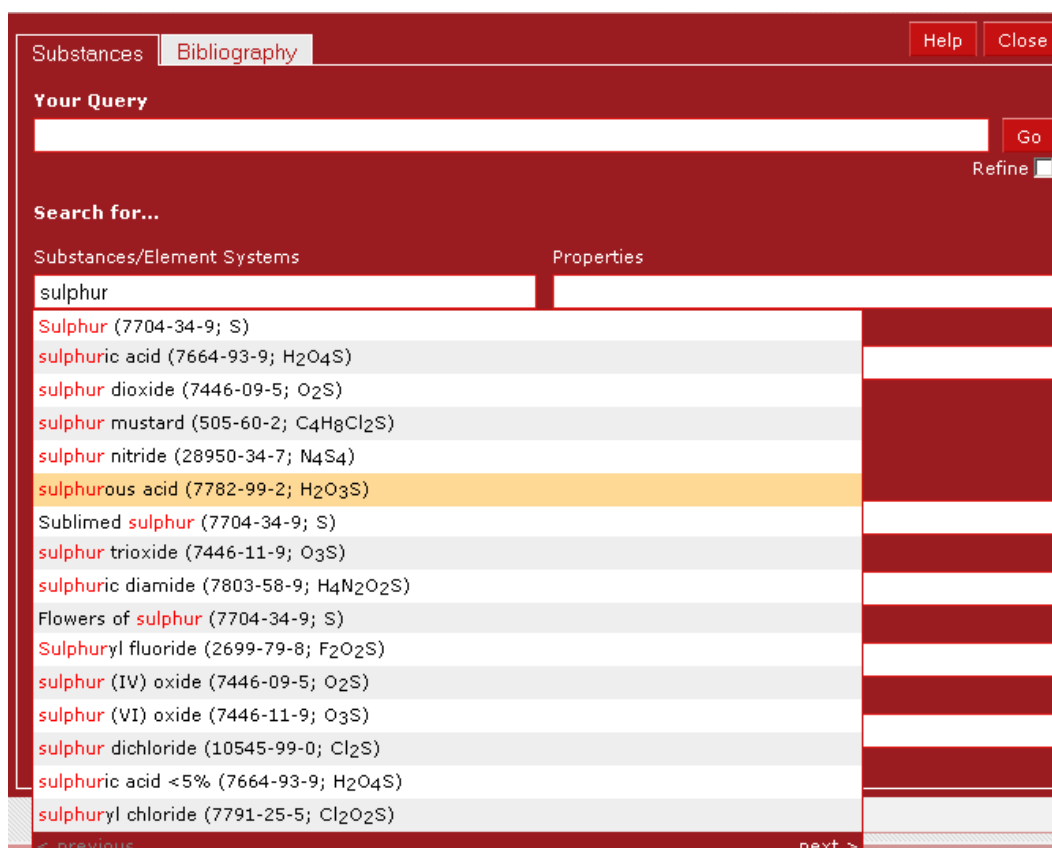 Substances Bibliography Help Close
Your Query
Go
Refine
Search for...
Substances/Element Systems Properties
sulphur
Sulphur (7704-34-9; S)
sulphuric acid (7664-93-9; H₂O₄S)
sulphur dioxide (7446-09-5; O₂S)
sulphur mustard (505-60-2; C₄H₈Cl₂S)
sulphur nitride (28950-34-7; N₄S₄)
sulphurous acid (7782-99-2; H₂O₃S)
Sublimed sulphur (7704-34-9; S)
sulphur trioxide (7446-11-9; O₃S)
sulphuric diamide (7803-58-9; H₄N₂O₂S)
Flowers of sulphur (7704-34-9; S)
Sulphuryl fluoride (2699-79-8; F₂O₂S)
sulphur (IV) oxide (7446-09-5; O₂S)
sulphur (VI) oxide (7446-11-9; O₃S)
sulphur dichloride (10545-99-0; Cl₂S)
sulphuric acid <5% (7664-93-9; H₂O₄S)
sulphuryl chloride (7791-25-5; Cl₂O₂S)
< previous next >